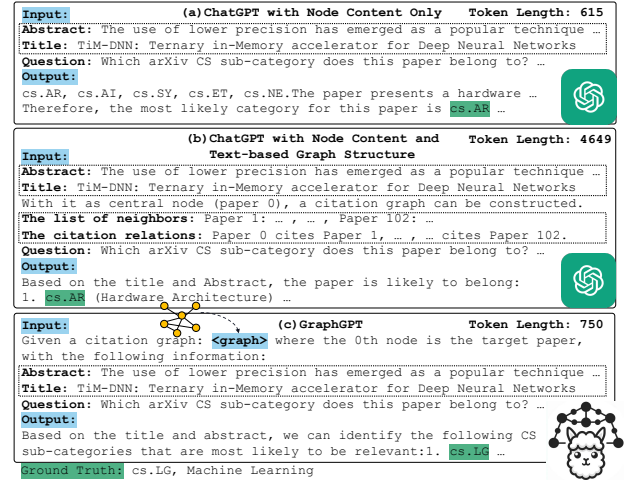 Input: (a)ChatGPT with Node Content Only Token Length: 615
Abstract: The use of lower precision has emerged as a popular technique …
Title: TiM-DNN: Ternary in-Memory accelerator for Deep Neural Networks
Question: Which arXiv CS sub-category does this paper belong to? …
Output:
cs.AR, cs.AI, cs.SY, cs.ET, cs.NE.The paper presents a hardware …
Therefore, the most likely category for this paper is cs.AR …
(b)ChatGPT with Node Content and Token Length: 4649
Input: Text-based Graph Structure
Abstract: The use of lower precision has emerged as a popular technique …
Title: TiM-DNN: Ternary in-Memory accelerator for Deep Neural Networks
With it as central node (paper 0), a citation graph can be constructed.
The list of neighbors: Paper 1: … , … , Paper 102: …
The citation relations: Paper 0 cites Paper 1, … , … cites Paper 102.
Question: Which arXiv CS sub-category does this paper belong to? …
Output:
Based on the title and Abstract, the paper is likely to belong:
1. cs.AR (Hardware Architecture) …
Input: (c)GraphGPT Token Length: 750
Given a citation graph: <graph> where the 0th node is the target paper,
with the following information:
Abstract: The use of lower precision has emerged as a popular technique …
Title: TiM-DNN: Ternary in-Memory accelerator for Deep Neural Networks
Question: Which arXiv CS sub-category does this paper belong to? …
Output:
Based on the title and abstract, we can identify the following CS
sub-categories that are most likely to be relevant:1. cs.LG …
Ground Truth: cs.LG, Machine Learning